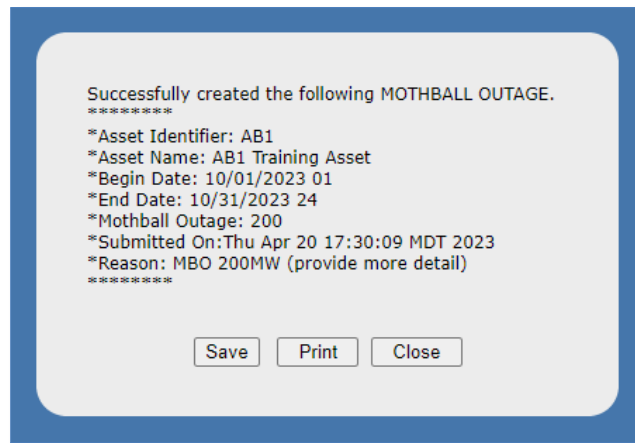 Successfully created the following MOTHBALL OUTAGE.
********
*Asset Identifier: AB1
*Asset Name: AB1 Training Asset
*Begin Date: 10/01/2023 01
*End Date: 10/31/2023 24
*Mothball Outage: 200
*Submitted On:Thu Apr 20 17:30:09 MDT 2023
*Reason: MBO 200MW (provide more detail)
********
Save Print Close